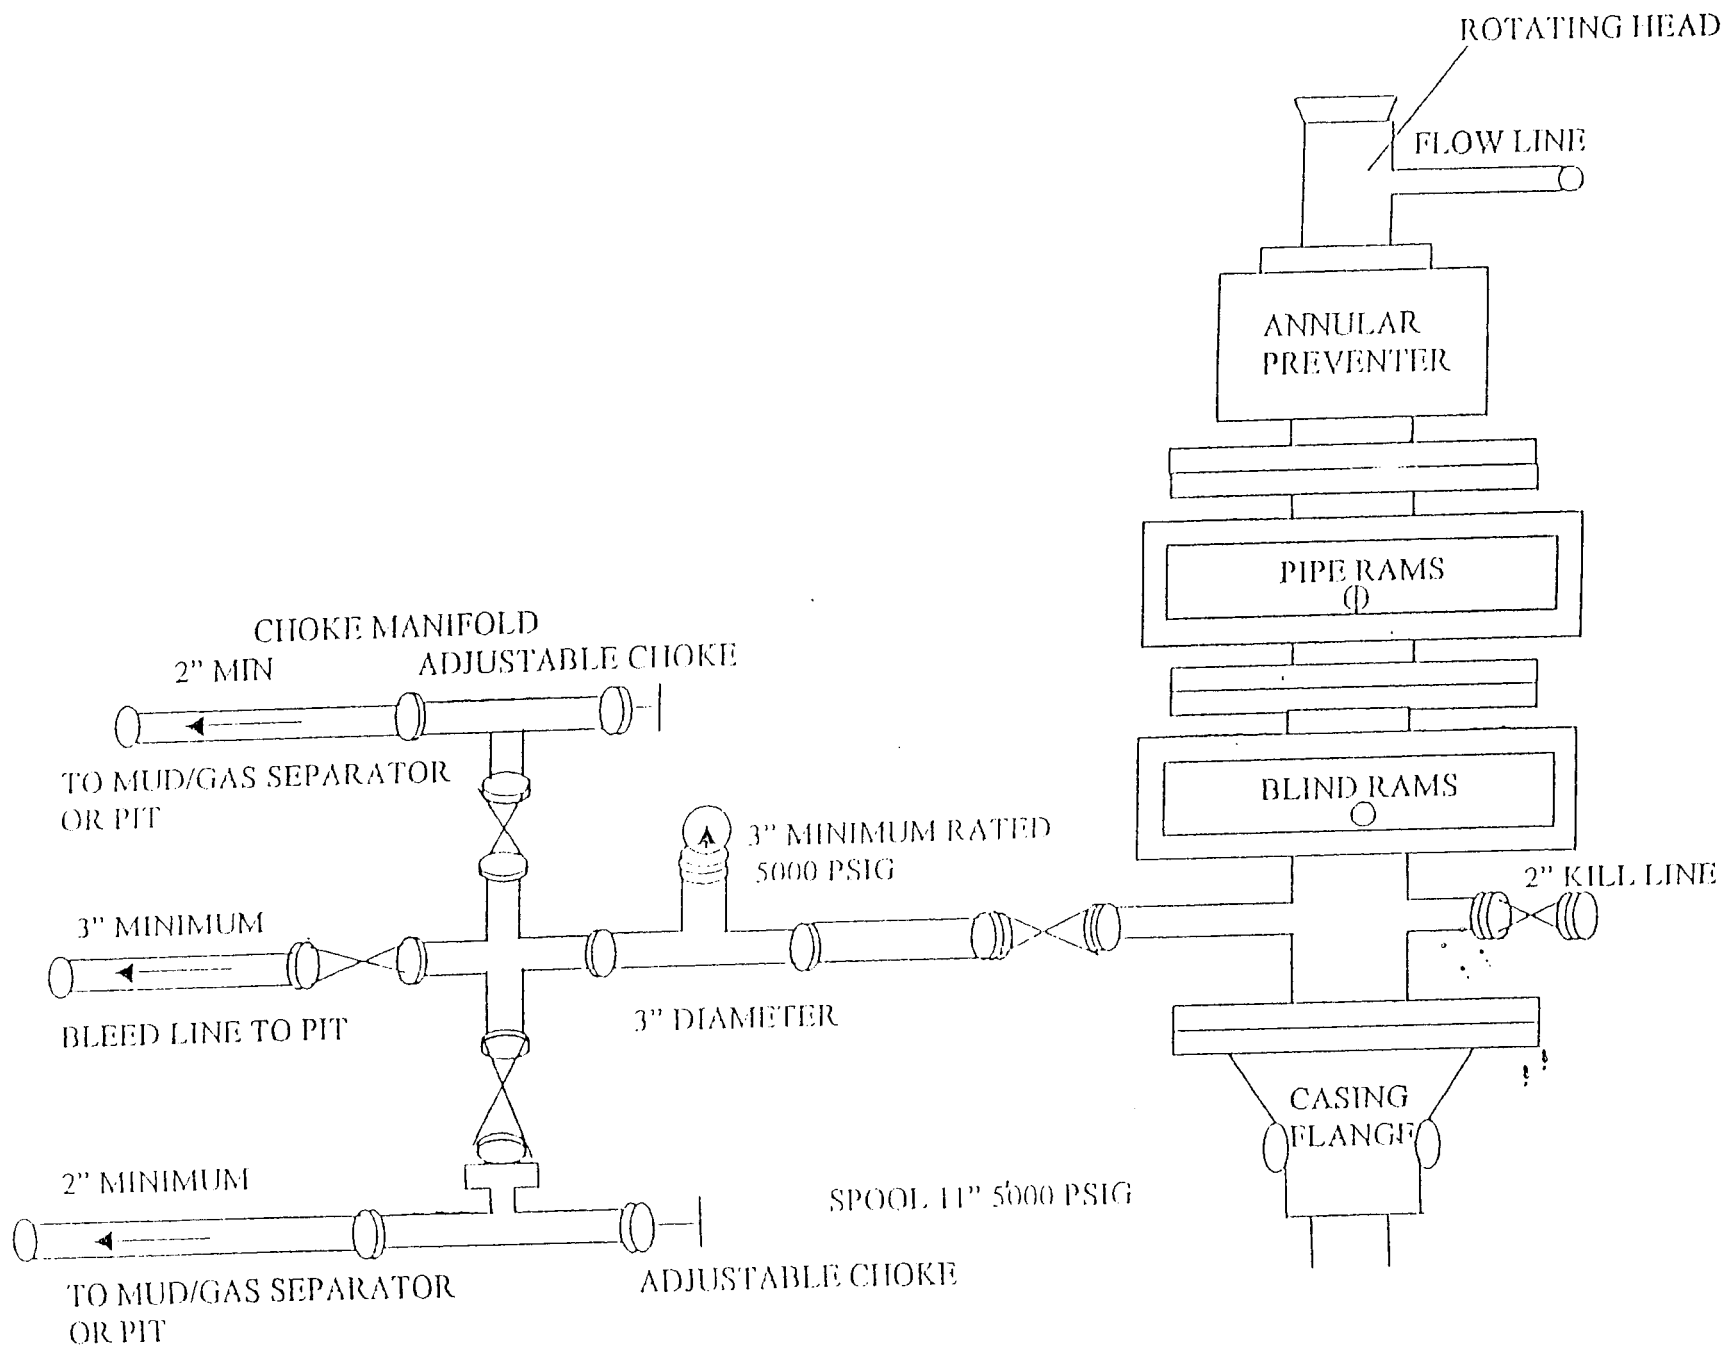 ROTATING HEAD
FLOW LINE
ANNULAR
PREVENTER
PIPE RAMS
CHOKE MANIFOLD
2" MIN
ADJUSTABLE CHOKE
TO MUD/GAS SEPARATOR
OR PIT
BLIND RAMS
3" MINIMUM RATED
5000 PSIG
2" KILL LINE
3" MINIMUM
BLEED LINE TO PIT
3" DIAMETER
CASING
FLANGE
2" MINIMUM
SPOOL 11" 5000 PSIG
ADJUSTABLE CHOKE
TO MUD/GAS SEPARATOR
OR PIT